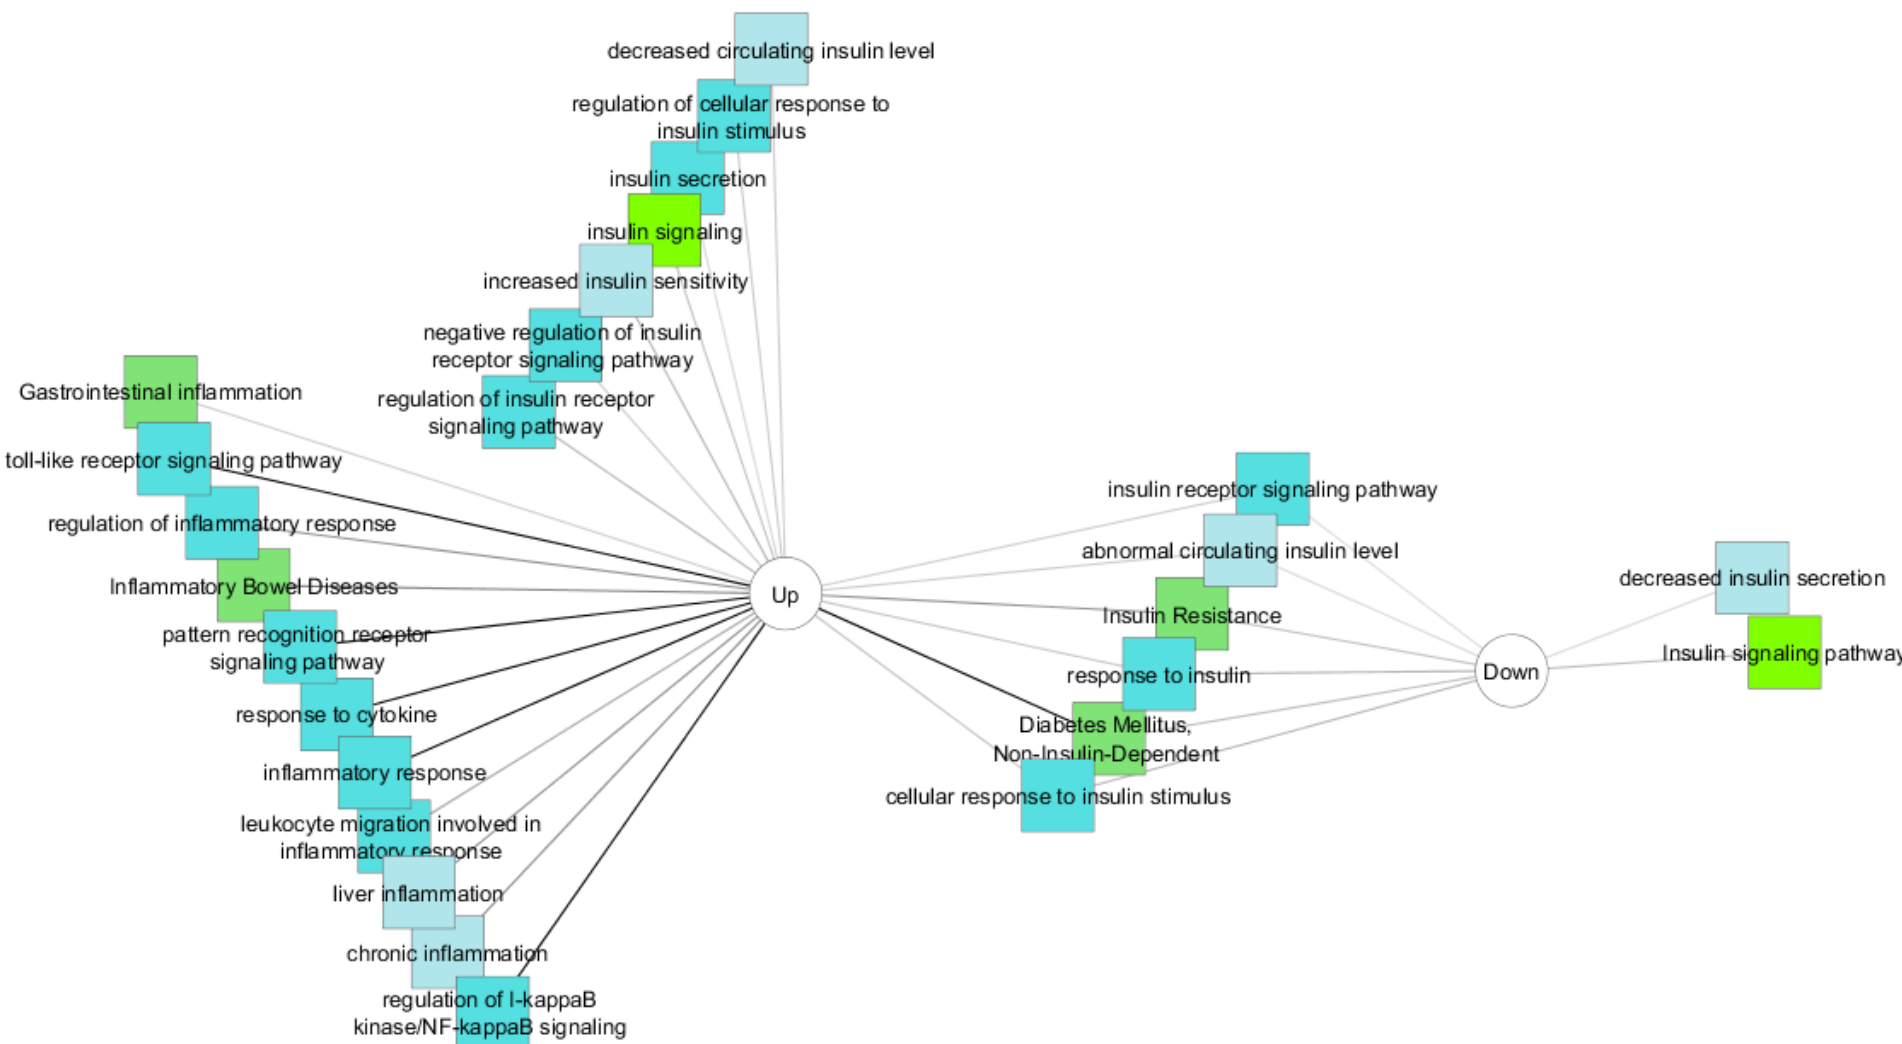 decreased circulating insulin level
regulation of cellular response to
insulin stimulus
insulin secretion
insulin signaling
increased insulin sensitivity
negative regulation of insulin
receptor signaling pathway
regulation of insulin receptor
signaling pathway
Gastrointestinal inflammation
toll-like receptor signaling pathway
regulation of inflammatory response
Inflammatory Bowel Diseases
pattern recognition receptor
signaling pathway
response to cytokine
inflammatory response
leukocyte migration involved in
inflammatory response
liver inflammation
chronic inflammation
regulation of I-kappaB
kinase/NF-kappaB signaling
Up
insulin receptor signaling pathway
abnormal circulating insulin level
Insulin Resistance
response to insulin
Diabetes Mellitus,
Non-Insulin-Dependent
cellular response to insulin stimulus
Down
decreased insulin secretion
Insulin signaling pathway